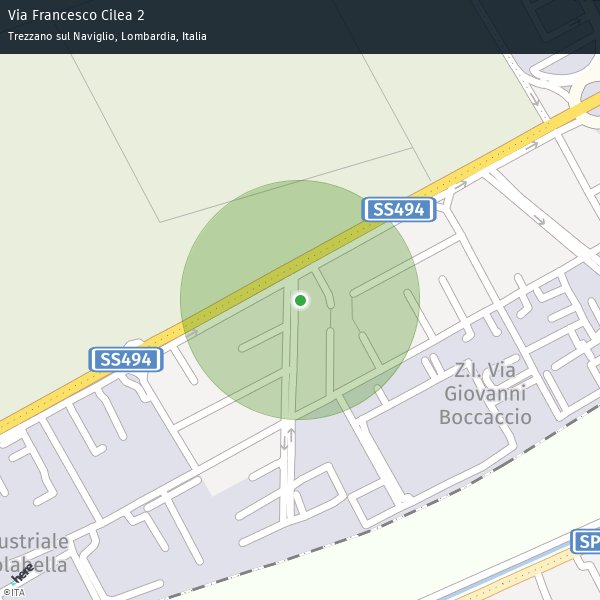 Via Francesco Cilea 2
Trezzano sul Naviglio, Lombardia, Italia
SS494
SS494
Z.I. Via
Giovanni
Boccaccio
SP
ustriale
olabella
here
©ITA